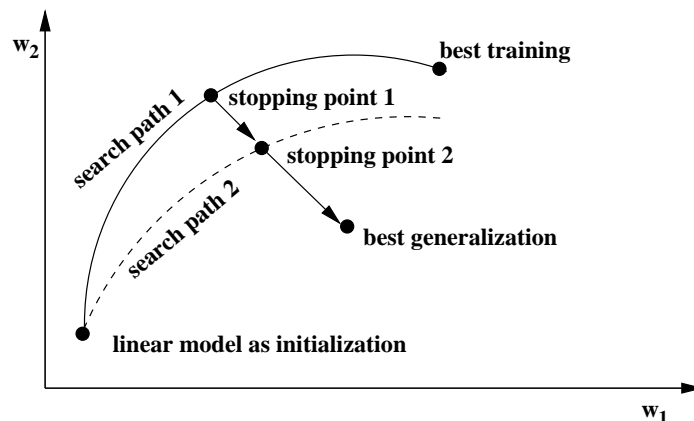 w2
best training
stopping point 1
search path 1
stopping point 2
search path 2
best generalization
linear model as initialization
w1